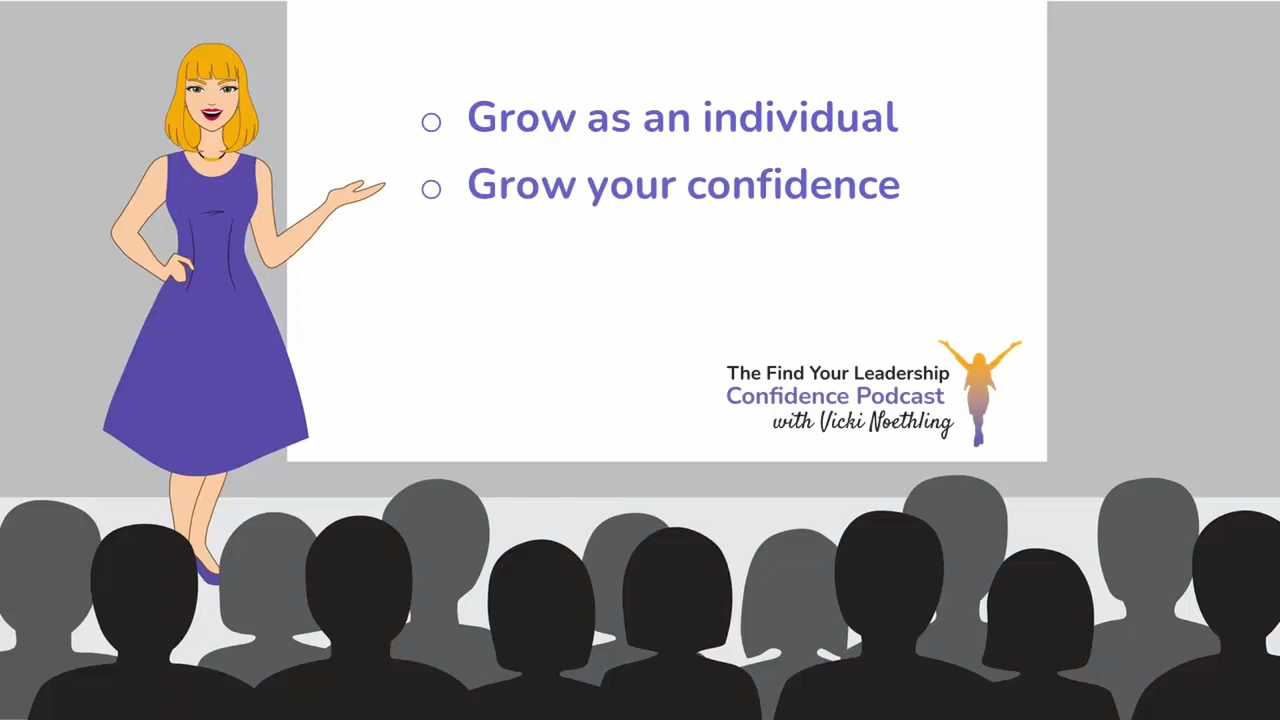 Grow as an individual
Grow your confidence
The Find Your Leadership
Confidence Podcast
with Vicki Noethling